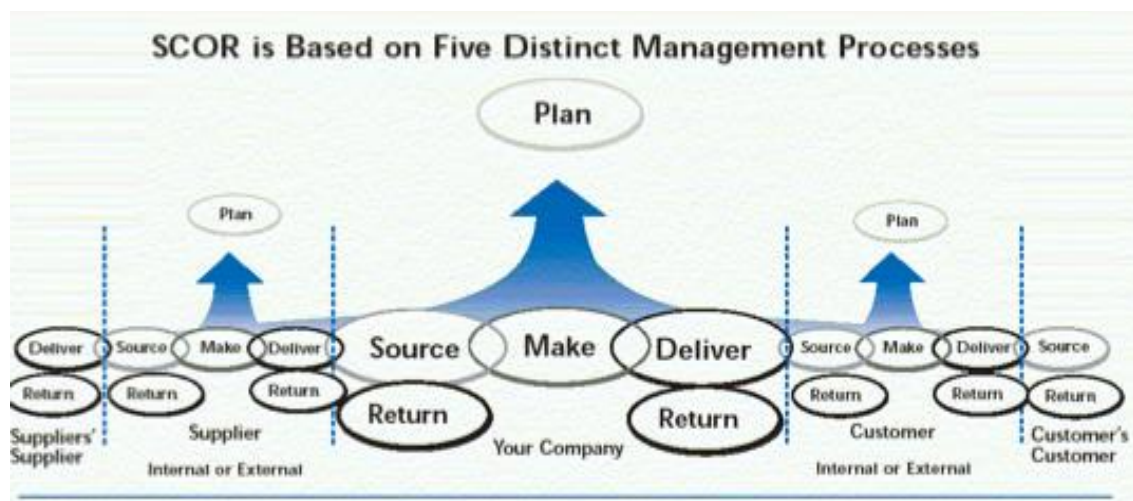 SCOR is Based on Five Distinct Management Processes
Plan
Plan
Plan
Deliver
Source
Make
Deliver
Source
Make
Deliver
Source
Make
Deliver
Source
Return
Return
Return
Return
Return
Return
Return
Return
Suppliers'
Supplier
Supplier
Internal or External
Your Company
Customer
Internal or External
Customer's
Customer